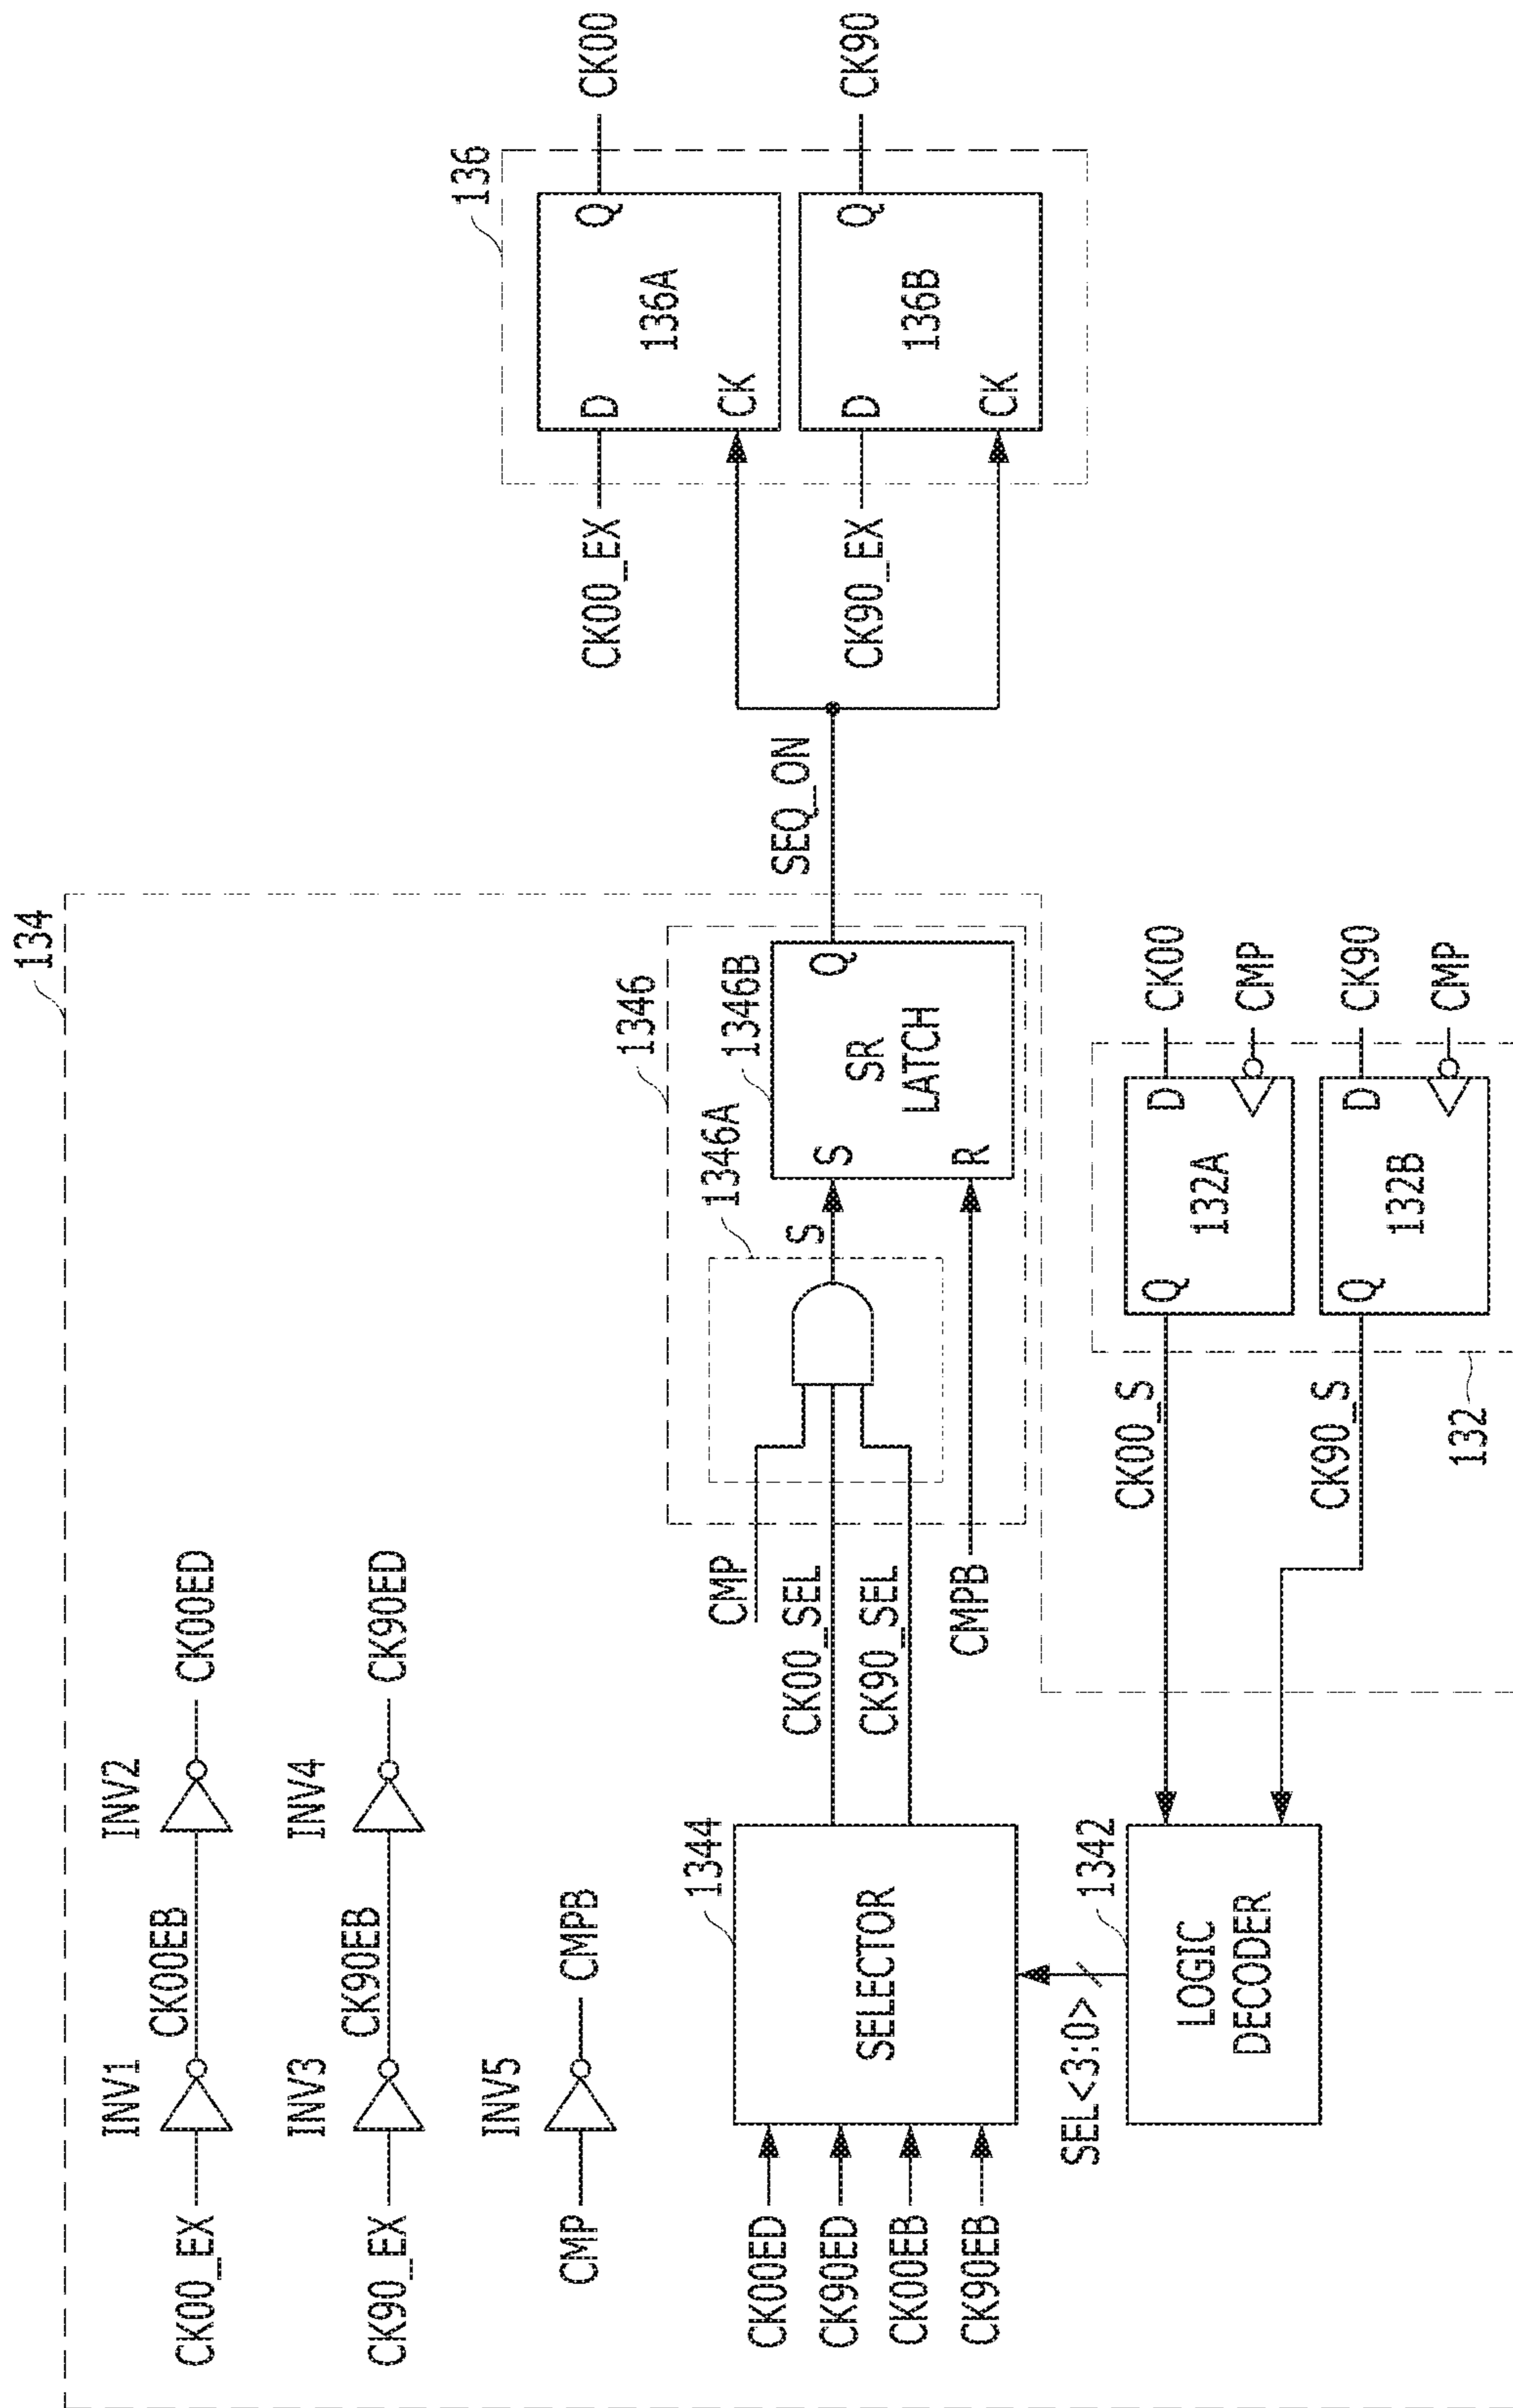 134
CK00_EX
INV1
CK00EB
INV2
CK00ED
CK90_EX
INV3
CK90EB
INV4
CK90ED
CMP
INV5
CMPB
CK00ED
CK90ED
CK00EB
CK90EB
1344
SELECTOR
SEL<3:0>
1342
LOGIC
DECODER
CK00_SEL
CK90_SEL
CMP
CMPB
1346
1346A
S
1346B
S
R
Q
SR
LATCH
SEQ_ON
136
CK00_EX
D
CK
136A
Q
CK00
CK90_EX
D
CK
136B
Q
CK90
CK00_S
Q
132A
D
CK00
CMP
CK90_S
Q
132B
D
CK90
CMP
132